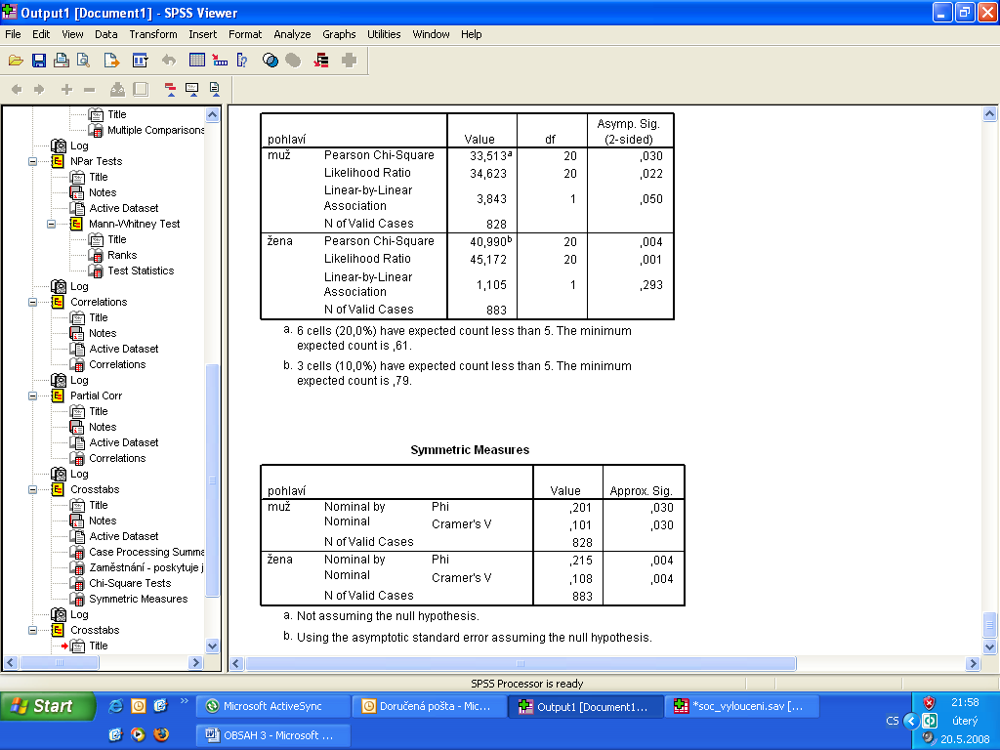 Output1 [Document1] - SPSS Viewer
File Edit View Data Transform Insert Format Analyze Graphs Utilities Window Help
Title
Multiple Comparisons
Log
NPar Tests
Title
Notes
Active Dataset
Mann-Whitney Test
Title
Ranks
Test Statistics
Log
Correlations
Title
Notes
Active Dataset
Correlations
Log
Partial Corr
Title
Notes
Active Dataset
Correlations
Log
Crosstabs
Title
Notes
Active Dataset
Case Processing Summa
Zaměstnání - poskytuje j
Chi-Square Tests
Symmetric Measures
Log
Crosstabs
Title
pohlaví Value df Asymp. Sig. (2-sided)
muž Pearson Chi-Square 33,513a 20 ,030
Likelihood Ratio 34,623 20 ,022
Linear-by-Linear
Association 3,843 1 ,050
N of Valid Cases 828
žena Pearson Chi-Square 40,990b 20 ,004
Likelihood Ratio 45,172 20 ,001
Linear-by-Linear
Association 1,105 1 ,293
N of Valid Cases 883
a. 6 cells (20,0%) have expected count less than 5. The minimum
expected count is ,61.
b. 3 cells (10,0%) have expected count less than 5. The minimum
expected count is ,79.
Symmetric Measures
pohlaví Value Approx. Sig.
muž Nominal by Phi ,201 ,030
Nominal Cramer's V ,101 ,030
N of Valid Cases 828
žena Nominal by Phi ,215 ,004
Nominal Cramer's V ,108 ,004
N of Valid Cases 883
a. Not assuming the null hypothesis.
b. Using the asymptotic standard error assuming the null hypothesis.
SPSS Processor is ready
Start Microsoft ActiveSync Doručená pošta - Mic... Output1 [Document1... *soc_vylouceni.sav [... 21:58
CS úterý
OBSAH 3 - Microsoft ... 20.5.2008